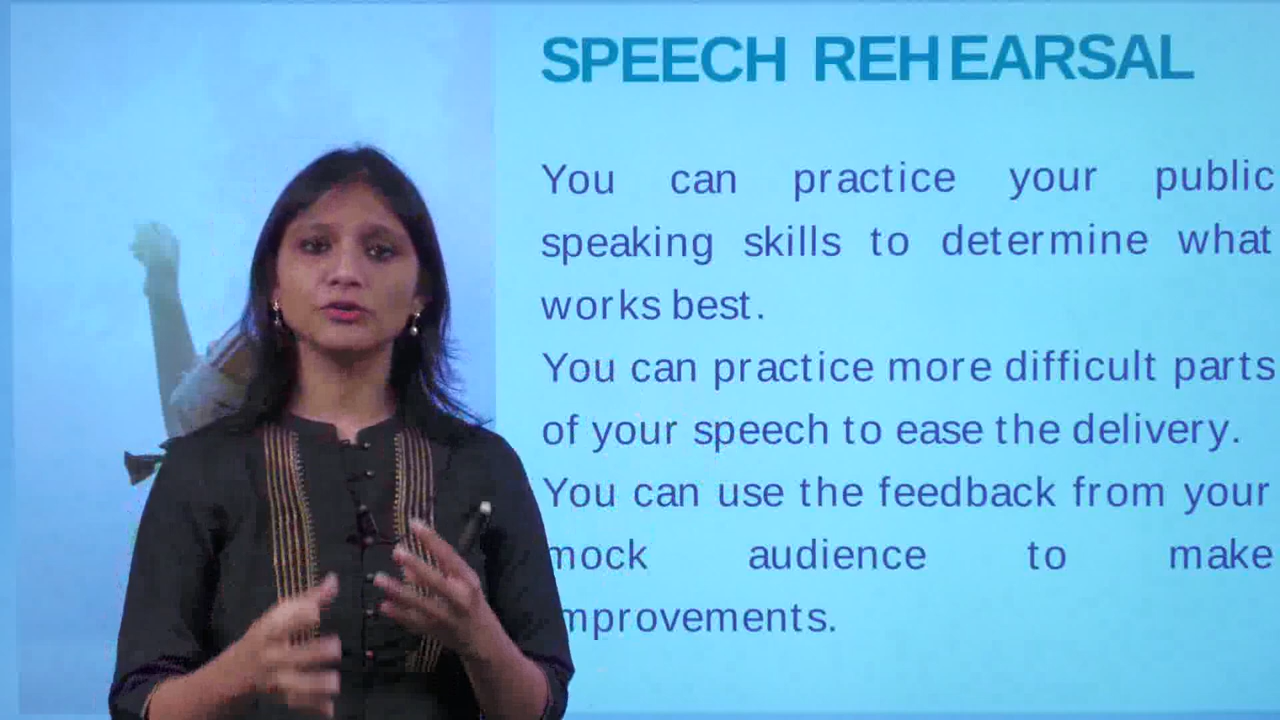 SPEECH REHEARSAL
You can practice your public
speaking skills to determine what
works best.
You can practice more difficult parts
of your speech to ease the delivery.
You can use the feedback from your
mock audience to make
improvements.